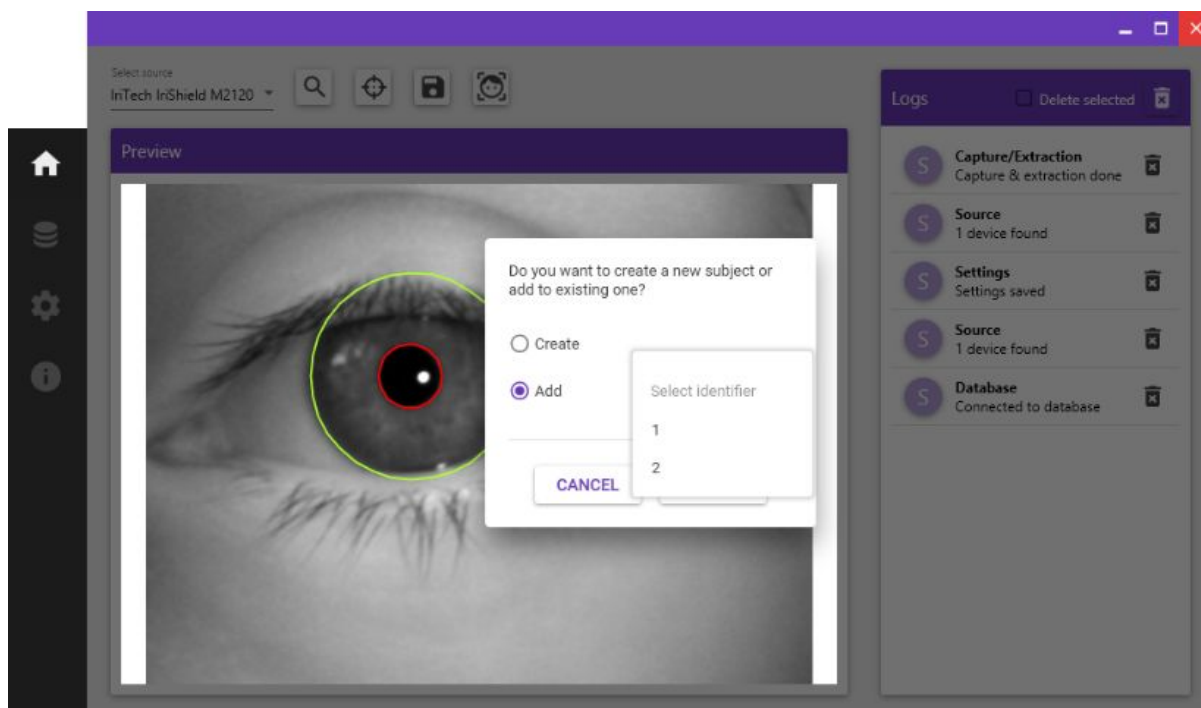 Select source
InTech IriShield M2120
Preview
Do you want to create a new subject or
add to existing one?
Create
Add
Select identifier
1
2
CANCEL
Logs
Delete selected
S
Capture/Extraction
Capture & extraction done
S
Source
1 device found
S
Settings
Settings saved
S
Source
1 device found
S
Database
Connected to database